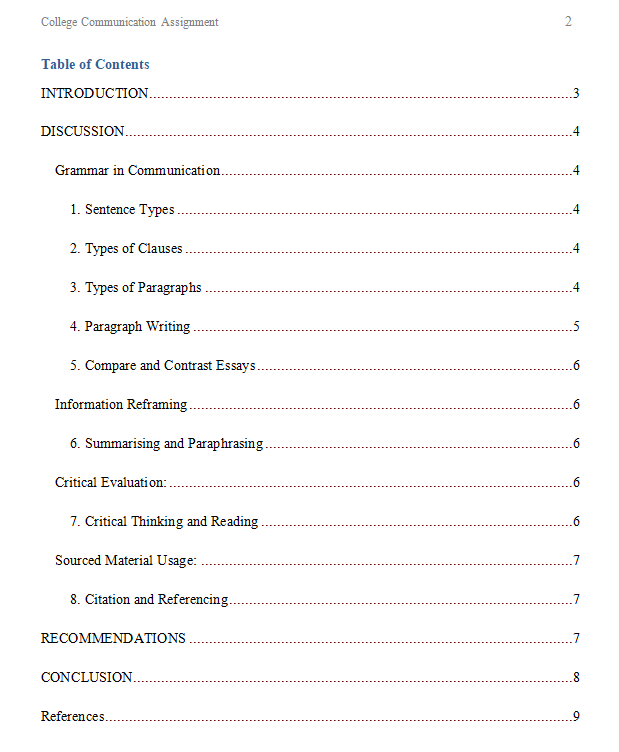 College Communication Assignment 2
Table of Contents
INTRODUCTION 3
DISCUSSION 4
Grammar in Communication 4
1. Sentence Types 4
2. Types of Clauses 4
3. Types of Paragraphs 4
4. Paragraph Writing 5
5. Compare and Contrast Essays 6
Information Reframing 6
6. Summarising and Paraphrasing 6
Critical Evaluation: 6
7. Critical Thinking and Reading 6
Sourced Material Usage: 7
8. Citation and Referencing 7
RECOMMENDATIONS 7
CONCLUSION 8
References 9